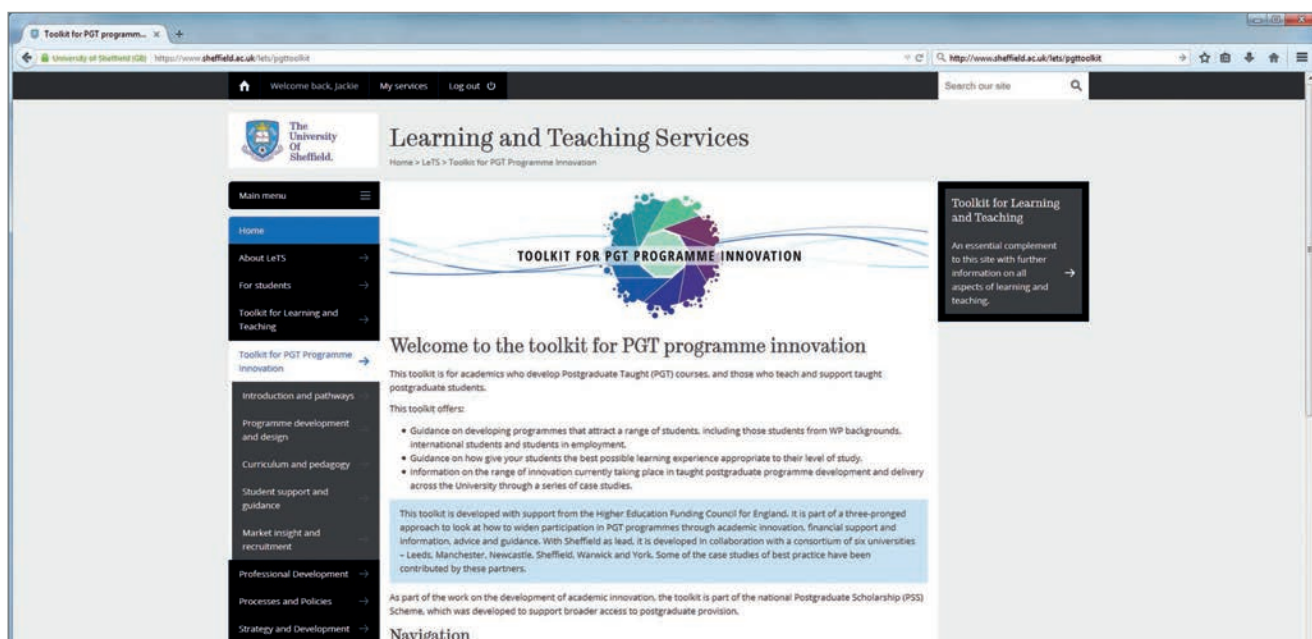 Toolkit for PGT programm... × +
University of Sheffield (GB) https://www.sheffield.ac.uk/lets/pgttoolkit
http://www.sheffield.ac.uk/lets/pgttoolkit
Welcome back, Jackie My services Log out
Search our site
The
University
Of
Sheffield.
Learning and Teaching Services
Home > LeTS > Toolkit for PGT Programme Innovation
Main menu
Home
About LeTS
For students
Toolkit for Learning and
Teaching
Toolkit for PGT Programme
Innovation
Introduction and pathways
Programme development
and design
Curriculum and pedagogy
Student support and
guidance
Market insight and
recruitment
Professional Development
Processes and Policies
Strategy and Development
TOOLKIT FOR PGT PROGRAMME INNOVATION
Welcome to the toolkit for PGT programme innovation
This toolkit is for academics who develop Postgraduate Taught (PGT) courses, and those who teach and support taught
postgraduate students.
This toolkit offers:
• Guidance on developing programmes that attract a range of students, including those students from WP backgrounds,
international students and students in employment.
• Guidance on how give your students the best possible learning experience appropriate to their level of study.
• Information on the range of innovation currently taking place in taught postgraduate programme development and delivery
across the University through a series of case studies.
This toolkit is developed with support from the Higher Education Funding Council for England. It is part of a three-pronged
approach to look at how to widen participation in PGT programmes through academic innovation, financial support and
information, advice and guidance. With Sheffield as lead, it is developed in collaboration with a consortium of six universities
– Leeds, Manchester, Newcastle, Sheffield, Warwick and York. Some of the case studies of best practice have been
contributed by these partners.
As part of the work on the development of academic innovation, the toolkit is part of the national Postgraduate Scholarship (PSS)
Scheme, which was developed to support broader access to postgraduate provision.
Navigation
Toolkit for Learning
and Teaching
An essential complement
to this site with further
information on all
aspects of learning and
teaching.